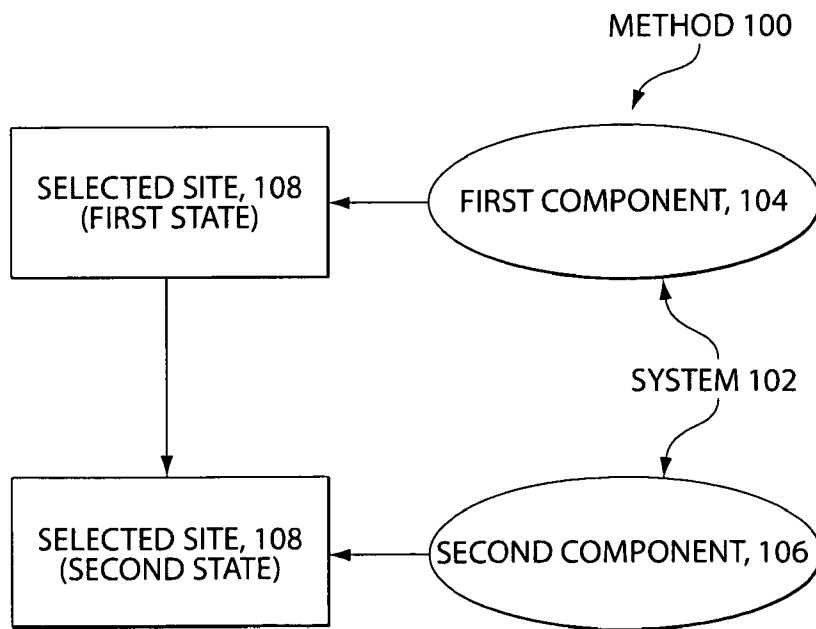 METHOD 100
SELECTED SITE, 108
(FIRST STATE)
FIRST COMPONENT, 104
SYSTEM 102
SELECTED SITE, 108
(SECOND STATE)
SECOND COMPONENT, 106